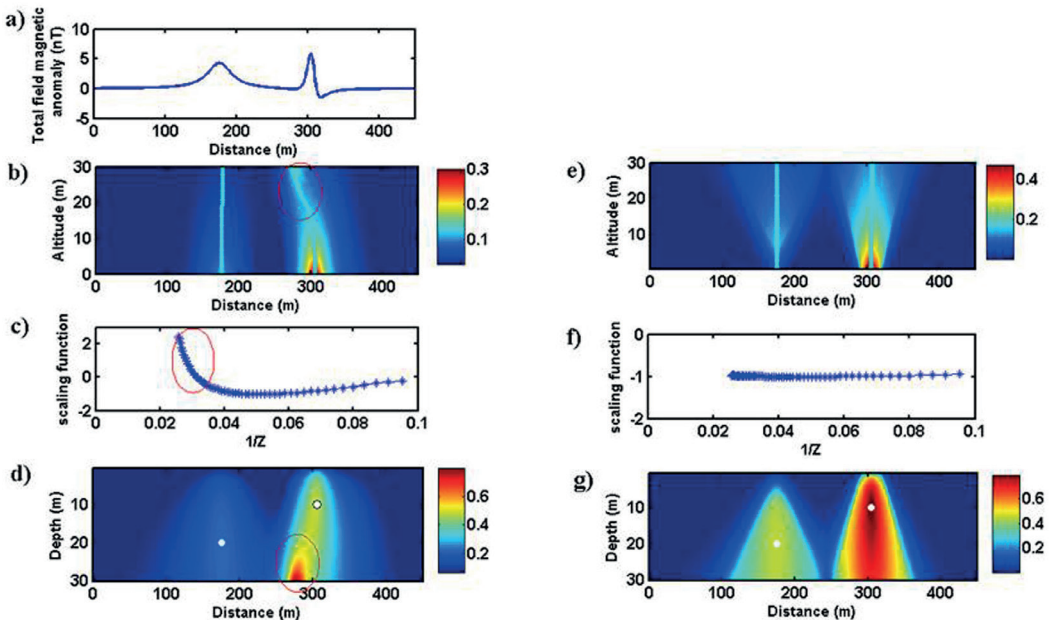 a)
Total field magnetic
anomaly (nT)
10
5
0
-5
0 100 200 300 400
Distance (m)
b)
Altitude (m)
30
20
10
0
0 100 200 300 400
Distance (m)
0.3
0.2
0.1
c)
scaling function
2
0
-2
0 0.02 0.04 0.06 0.08 0.1
1/Z
d)
Depth (m)
10
20
30
0 100 200 300 400
Distance (m)
0.6
0.4
0.2
e)
Altitude (m)
30
20
10
0 100 200 300 400
Distance (m)
0.4
0.2
f)
scaling function
0
-1
-2
0 0.02 0.04 0.06 0.08 0.1
1/Z
g)
Depth (m)
10
20
30
0 100 200 300 400
Distance (m)
0.6
0.4
0.2